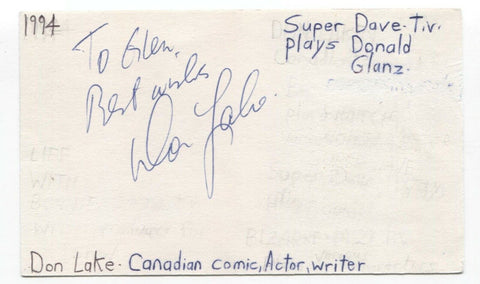 1994
Super Dave. T.v.
plays Donald
Glanz.
To Glen,
Best wishes
Don Lake.
Don Lake. Canadian comic, Actor, writer